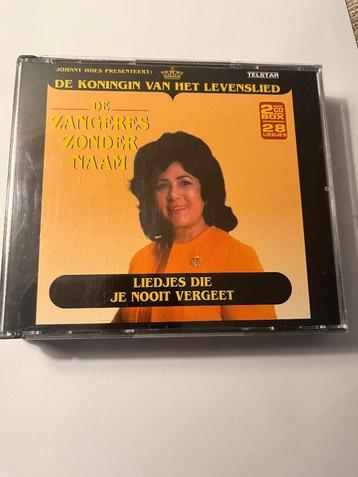 JOHNNY HOES PRESENTEERT:
TELSTAR
DE KONINGIN VAN HET LEVENSLIED
DE
ZANGERES
ZONDER
NAAM
2 CD
BOX
28
LIEDJES
LIEDJES DIE
JE NOOIT VERGEET